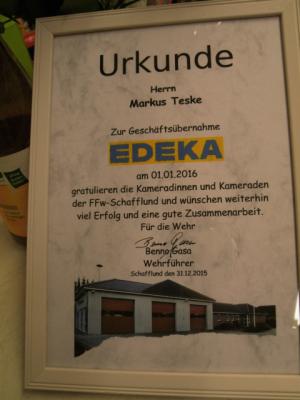 Urkunde
Herrn
Markus Teske
Zur Geschäftsübernahme
EDEKA
am 01.01.2016
gratulieren die Kameradinnen und Kameraden
der FFw-Schafflund und wünschen weiterhin
viel Erfolg und eine gute Zusammenarbeit.
Für die Wehr
Benno Gasa
Wehrführer
Schafflund den 31.12.2015